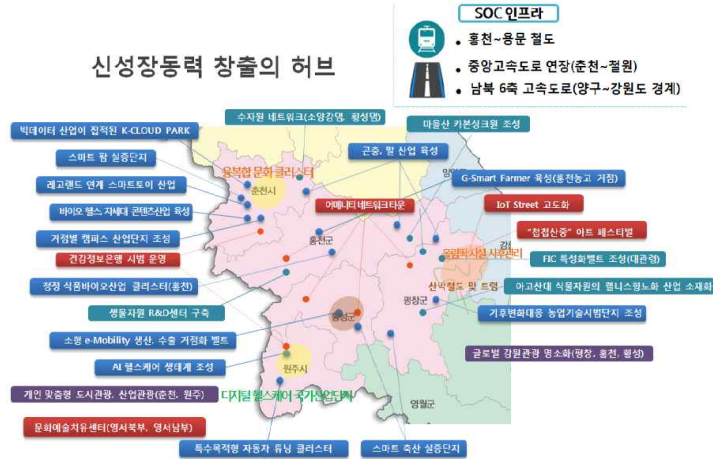 SOC 인프라
• 홍천~용문 철도
• 중앙고속도로 연장(춘천~철원)
• 남북 6축 고속도로(양구~강원도 경계)
신성장동력 창출의 허브
수자원 네트워크(소양강댐, 횡성댐)
마을산 카본싱크원 조성
빅데이터 산업이 집적된 K-CLOUD PARK
곤충, 말 산업 육성
스마트 팜 실증단지
융복합 문화 클러스터
G-Smart Farmer 육성(홍천농고 거점)
레고랜드 연계 스마트토이 산업
춘천시
어메니티 네트워크 타운
IoT Street 고도화
바이오 헬스 차세대 콘텐츠산업 육성
"첩첩산중" 아트 페스티벌
거점별 캠퍼스 산업단지 조성
홍천군
올림픽 시설 사후관리
건강정보은행 시범 운영
FIC 특성화벨트 조성(대관령)
청정 식품바이오산업 클러스터(홍천)
산악철도 및 트램
아고산대 식물자원의 웰니스항노화 산업 소재화
평창군
생물자원 R&D센터 구축
횡성군
기후변화대응 농업기술시범단지 조성
소형 e-Mobility 생산, 수출 거점화 벨트
글로벌 강원관광 명소화(평창, 홍천, 횡성)
AI 헬스케어 생태계 조성
원주시
개인 맞춤형 도시관광, 산업관광(춘천, 원주)
디지털 헬스케어 국가산업단지
영월군
문화예술치유센터(영서북부, 영서남부)
특수목적형 자동차 튜닝 클러스터
스마트 축산 실증단지